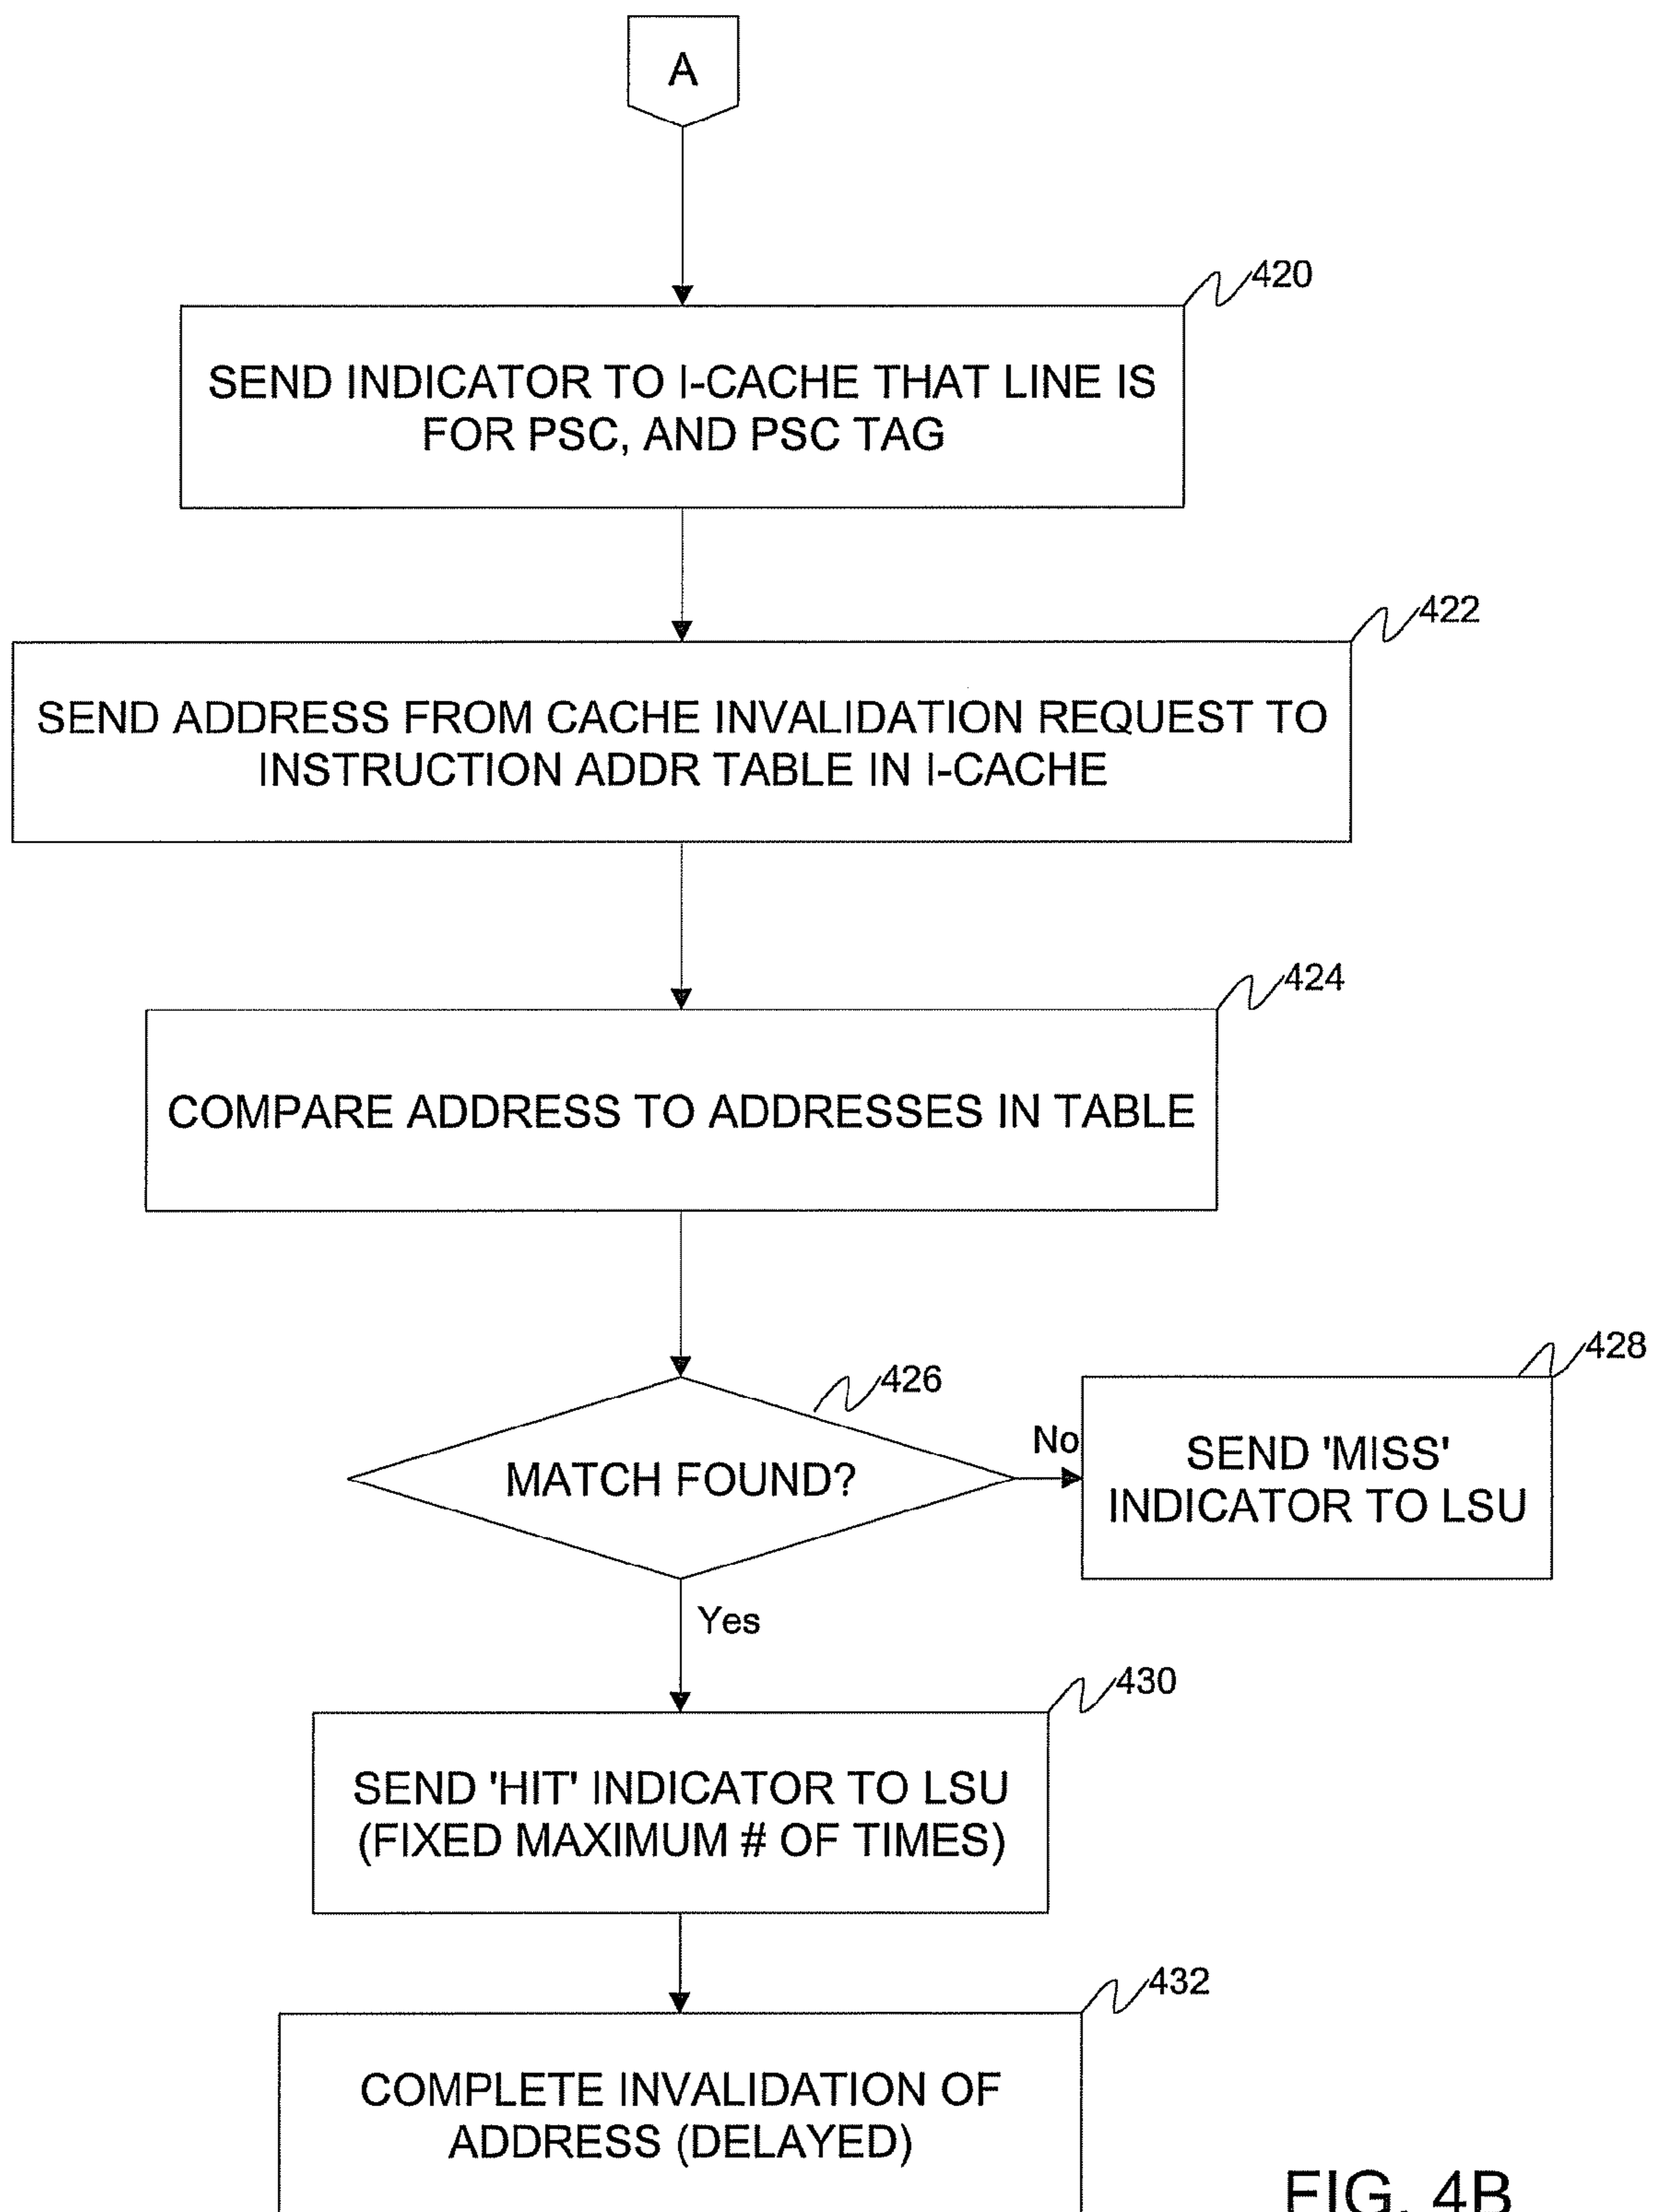 A
420
SEND INDICATOR TO I-CACHE THAT LINE IS
FOR PSC, AND PSC TAG
422
SEND ADDRESS FROM CACHE INVALIDATION REQUEST TO
INSTRUCTION ADDR TABLE IN I-CACHE
424
COMPARE ADDRESS TO ADDRESSES IN TABLE
426
MATCH FOUND?
No
428
SEND 'MISS'
INDICATOR TO LSU
Yes
430
SEND 'HIT' INDICATOR TO LSU
(FIXED MAXIMUM # OF TIMES)
432
COMPLETE INVALIDATION OF
ADDRESS (DELAYED)
FIG. 4B